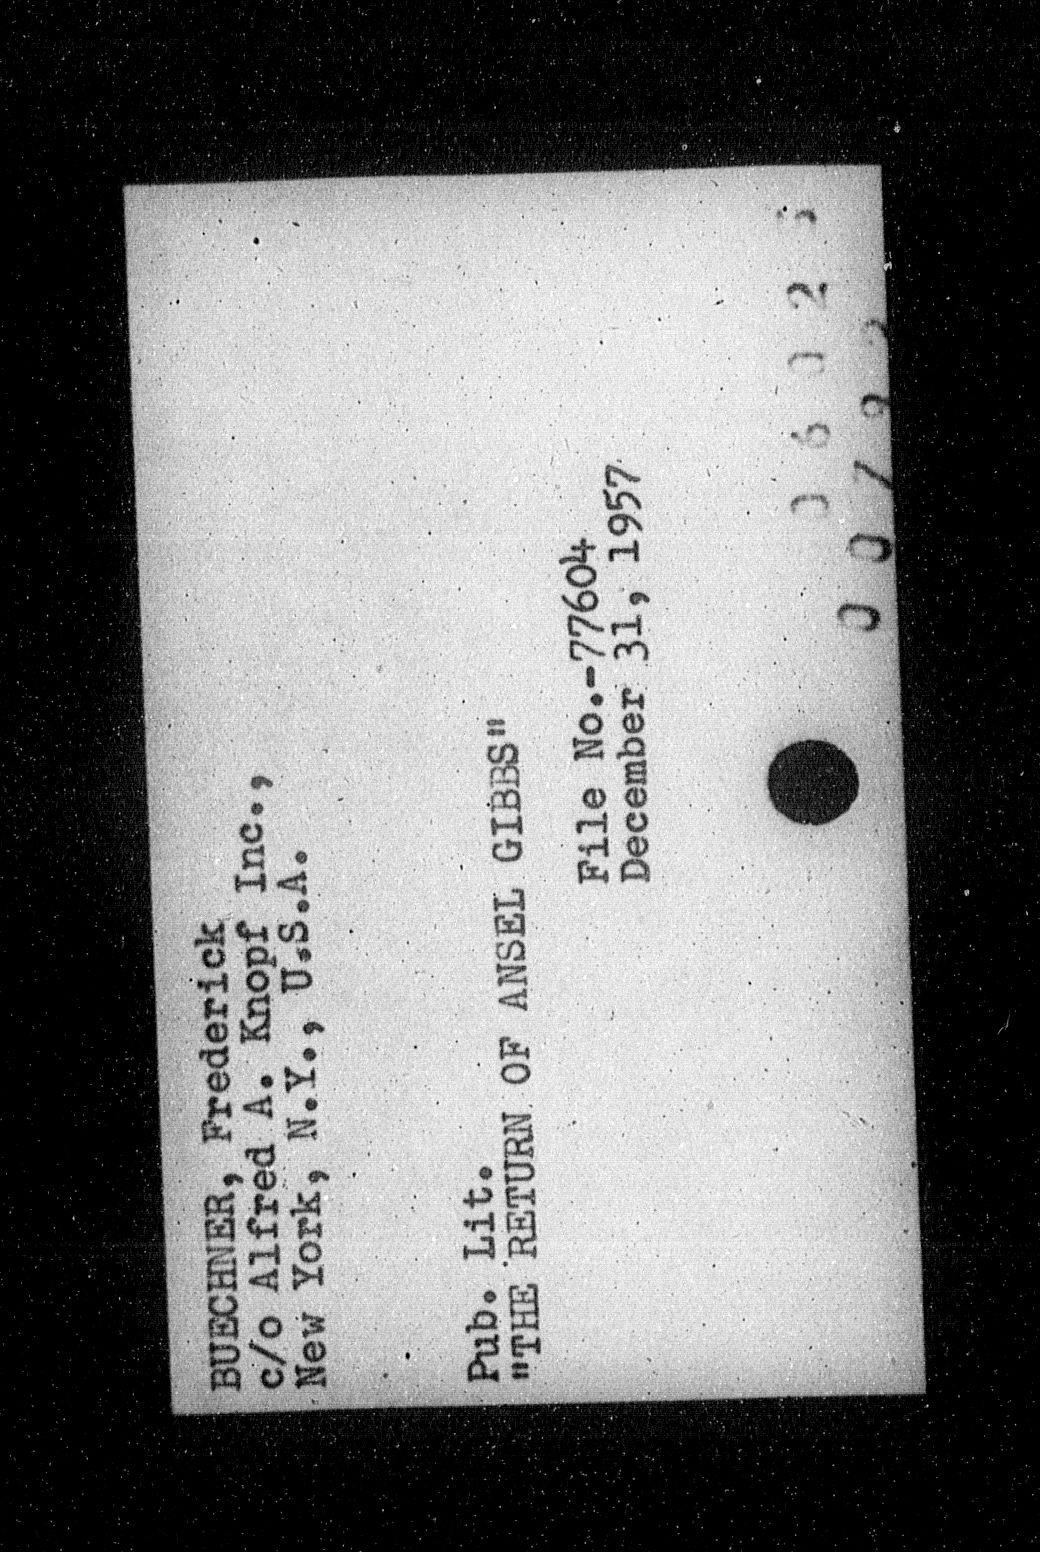 BUECHNER, Frederick
c/o Alfred A. Knopf Inc.,
New York, N.Y., U.S.A.
Pub. Lit.
"THE RETURN OF ANSEL GIBBS"
File No.-77604
December 31, 1957